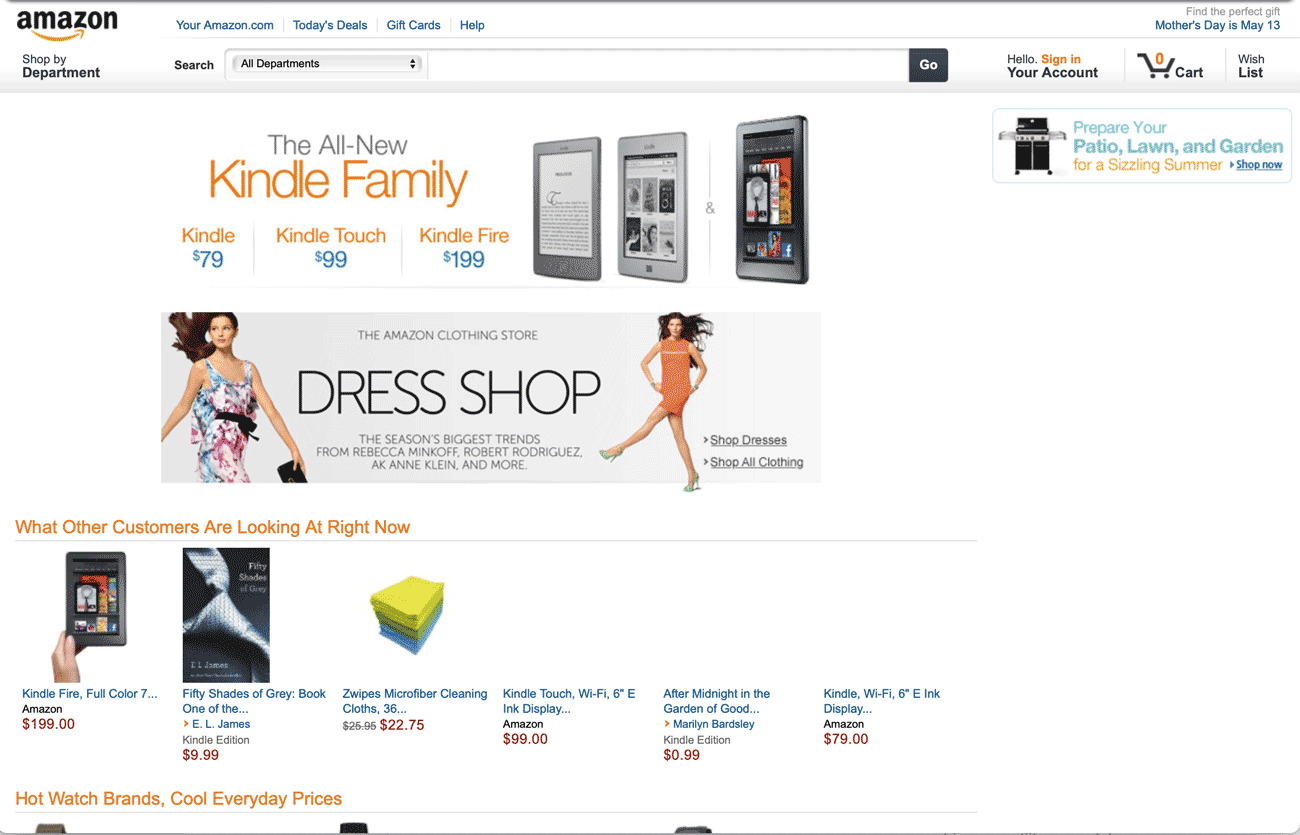 amazon
Your Amazon.com
Today's Deals
Gift Cards
Help
Find the perfect gift
Mother's Day is May 13
Shop by
Department
Search
All Departments
Go
Hello. Sign in
Your Account
0
Cart
Wish
List
The All-New
Kindle Family
Kindle
$79
Kindle Touch
$99
Kindle Fire
$199
kindle
kindle
&
Prepare Your
Patio, Lawn, and Garden
for a Sizzling Summer
Shop now
THE AMAZON CLOTHING STORE
DRESS SHOP
THE SEASON'S BIGGEST TRENDS
FROM REBECCA MINKOFF, ROBERT RODRIGUEZ,
AK ANNE KLEIN, AND MORE.
Shop Dresses
Shop All Clothing
What Other Customers Are Looking At Right Now
Fifty
Shades
of Grey
E L James
Kindle Fire, Full Color 7...
Amazon
$199.00
Fifty Shades of Grey: Book
One of the...
E. L. James
Kindle Edition
$9.99
Zwipes Microfiber Cleaning
Cloths, 36...
$25.95 $22.75
Kindle Touch, Wi-Fi, 6" E
Ink Display...
Amazon
$99.00
After Midnight in the
Garden of Good...
Marilyn Bardsley
Kindle Edition
$0.99
Kindle, Wi-Fi, 6" E Ink
Display...
Amazon
$79.00
Hot Watch Brands, Cool Everyday Prices